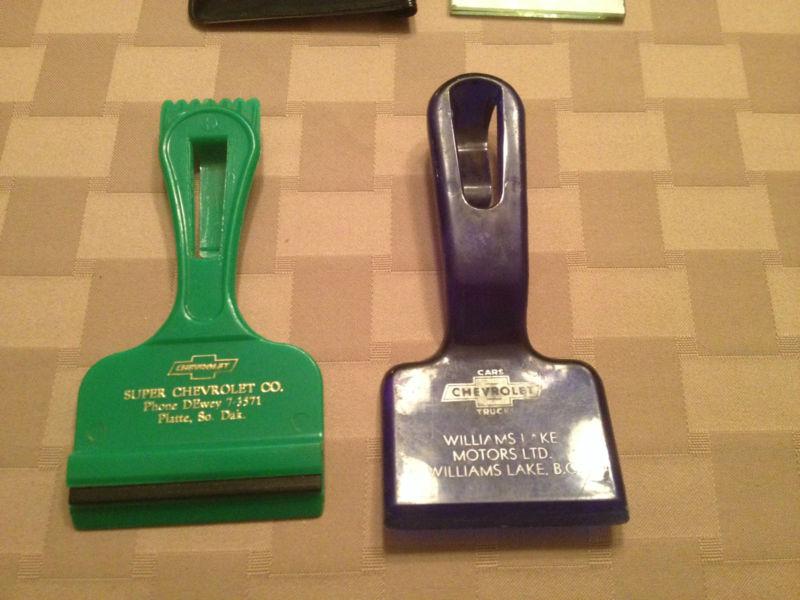 CHEVROLET
SUPER CHEVROLET CO.
Phone DEwey 7-3571
Platte, So. Dak.
CARS
CHEVROLET
TRUCKS
WILLIAMS LAKE
MOTORS LTD.
WILLIAMS LAKE, B.C.